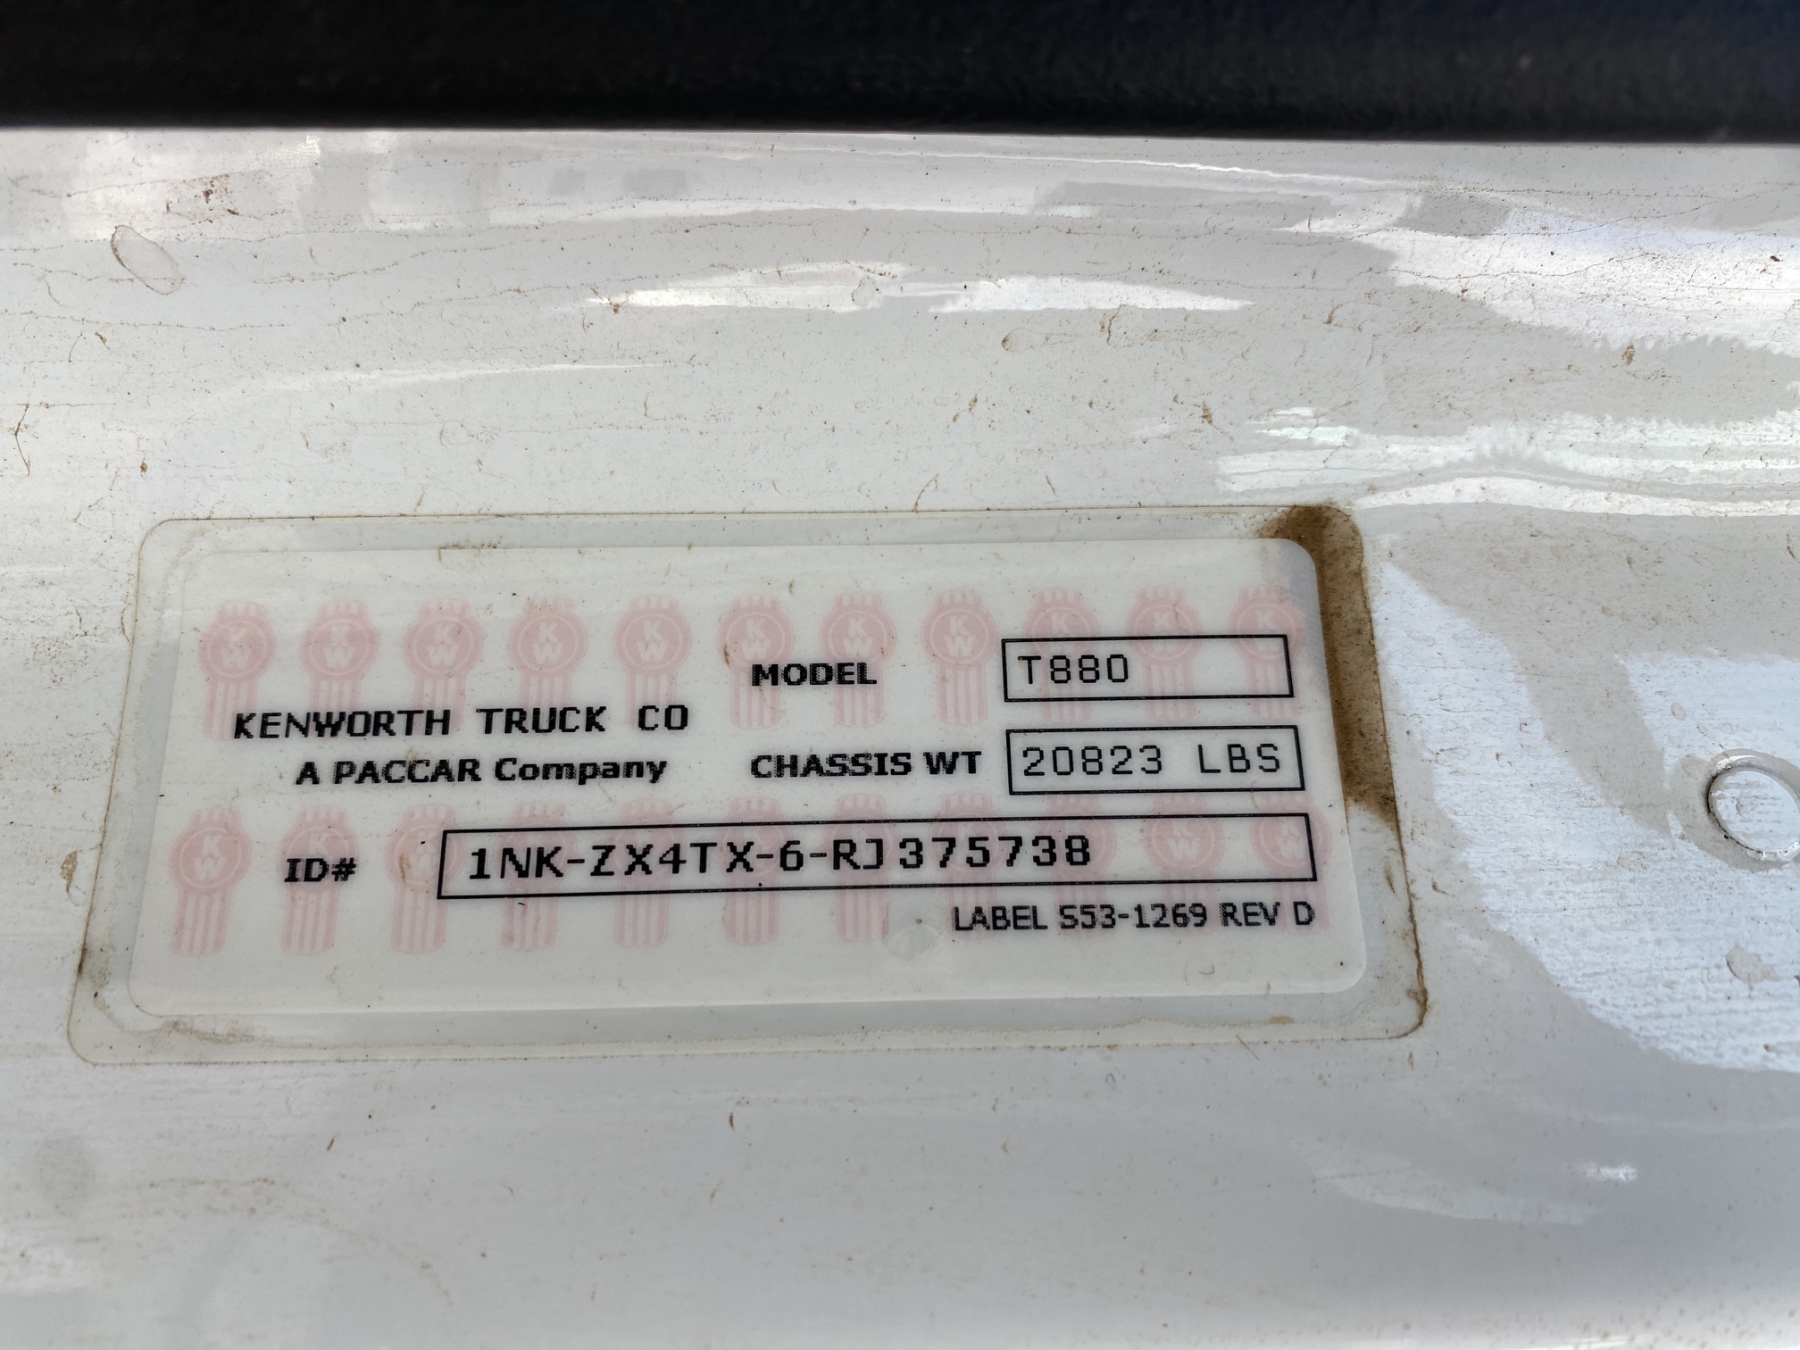 MODEL T880
KENWORTH TRUCK CO
A PACCAR Company
CHASSIS WT 20823 LBS
ID# 1NK-ZX4TX-6-RJ375738
LABEL S53-1269 REV D